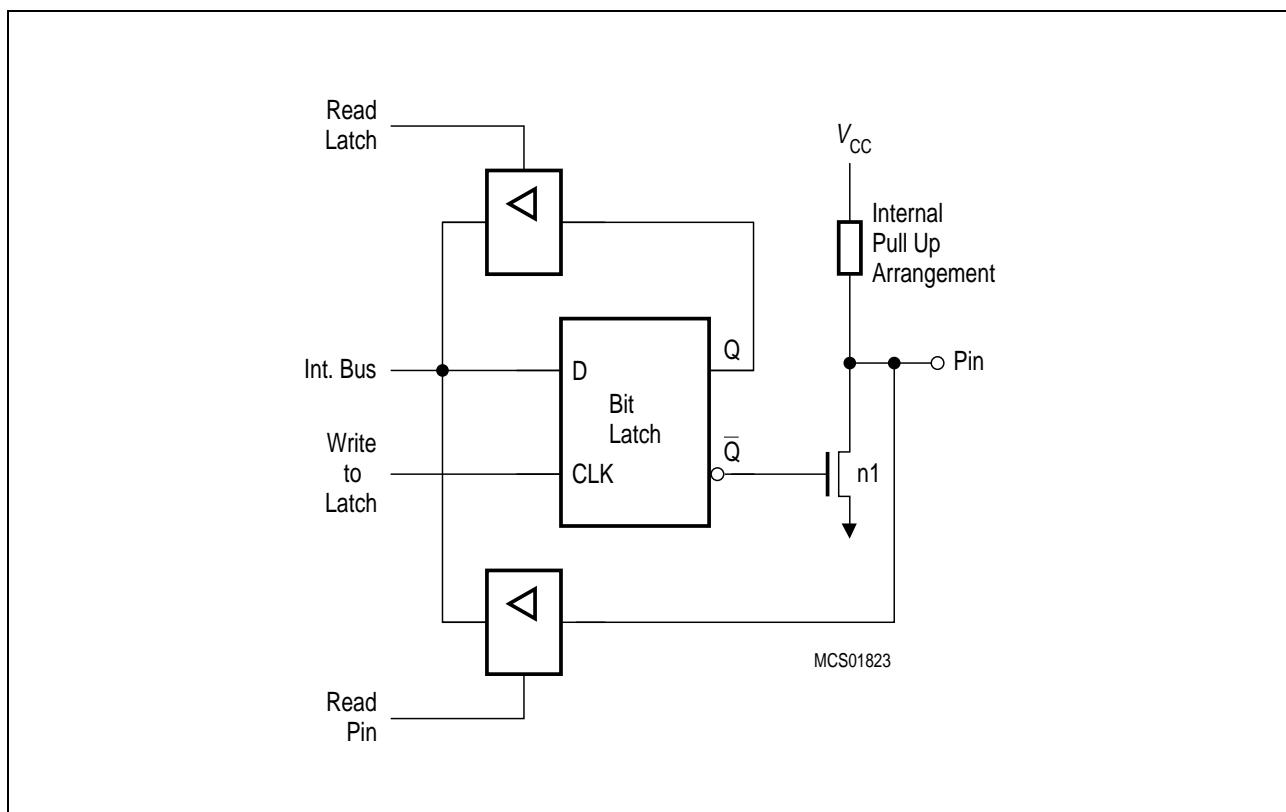 Read
Latch
V_CC
Internal
Pull Up
Arrangement
Q
Int. Bus
D
Pin
Bit
Latch
Write
to
Latch
Q̅
CLK
n1
MCS01823
Read
Pin